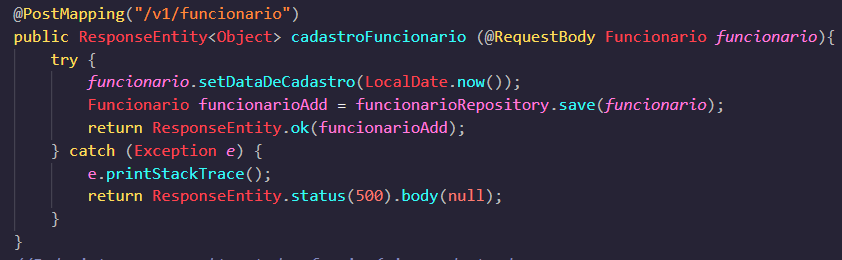 @PostMapping("/v1/funcionario")
public ResponseEntity<Object> cadastroFuncionario (@RequestBody Funcionario funcionario){
    try {
        funcionario.setDataDeCadastro(LocalDate.now());
        Funcionario funcionarioAdd = funcionarioRepository.save(funcionario);
        return ResponseEntity.ok(funcionarioAdd);
    } catch (Exception e) {
        e.printStackTrace();
        return ResponseEntity.status(500).body(null);
    }
}